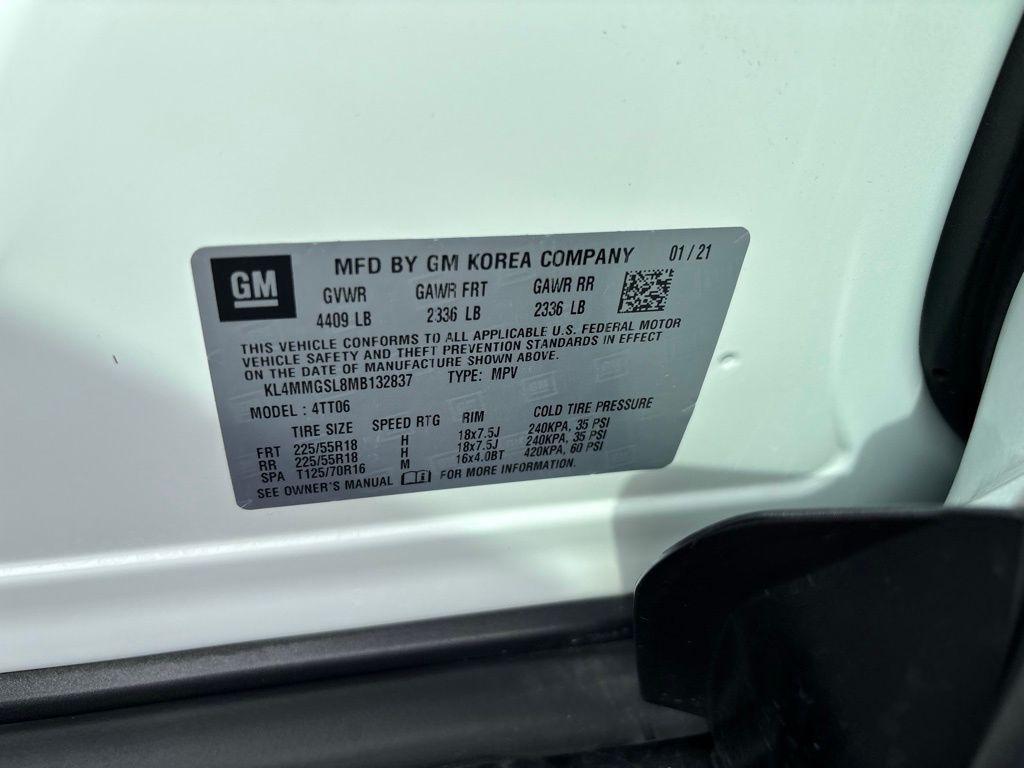 GM MFD BY GM KOREA COMPANY 01/21
GVWR GAWR FRT GAWR RR
4409 LB 2336 LB 2336 LB
THIS VEHICLE CONFORMS TO ALL APPLICABLE U.S. FEDERAL MOTOR
VEHICLE SAFETY AND THEFT PREVENTION STANDARDS IN EFFECT
ON THE DATE OF MANUFACTURE SHOWN ABOVE.
KL4MMGSL8MB132837 TYPE: MPV
MODEL: 4TT06
TIRE SIZE SPEED RTG RIM COLD TIRE PRESSURE
FRT 225/55R18 H 18x7.5J 240KPA, 35 PSI
RR 225/55R18 H 18x7.5J 240KPA, 35 PSI
SPA T125/70R16 M 16x4.0BT 420KPA, 60 PSI
SEE OWNER'S MANUAL FOR MORE INFORMATION.